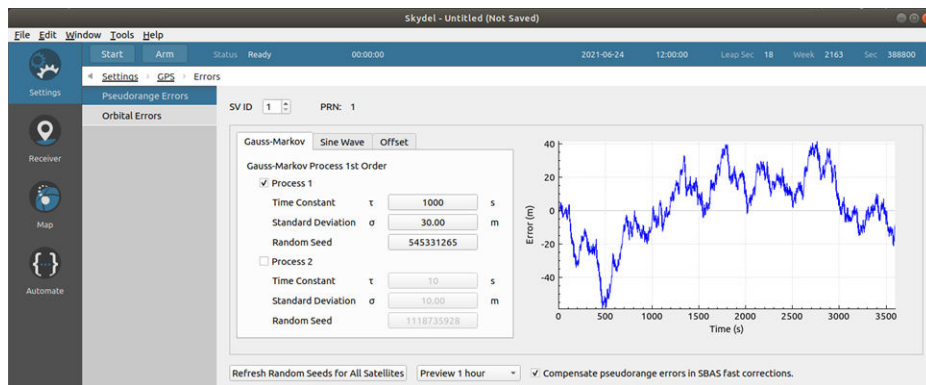 Skydel - Untitled (Not Saved)
File Edit Window Tools Help
Start Arm Status Ready 00:00:00 2021-06-24 12:00:00 Leap Sec 18 Week 2163 Sec 388800
Settings GPS Errors
Settings
Receiver
Map
Automate
Pseudorange Errors
Orbital Errors
SV ID 1 PRN: 1
Gauss-Markov Sine Wave Offset
Gauss-Markov Process 1st Order
Process 1
Time Constant τ 1000 s
Standard Deviation σ 30.00 m
Random Seed 545331265
Process 2
Time Constant τ 10 s
Standard Deviation σ 10.00 m
Random Seed 1118735928
Error (m)
40
20
0
-20
-40
0 500 1000 1500 2000 2500 3000 3500
Time (s)
Refresh Random Seeds for All Satellites Preview 1 hour Compensate pseudorange errors in SBAS fast corrections.